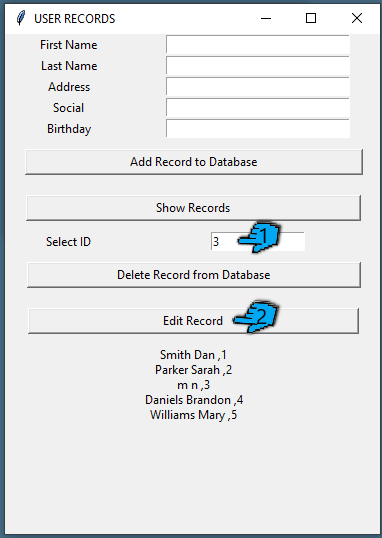 USER RECORDS
First Name
Last Name
Address
Social
Birthday
Add Record to Database
Show Records
Select ID 3 1
Delete Record from Database
Edit Record 2
Smith Dan ,1
Parker Sarah ,2
m n ,3
Daniels Brandon ,4
Williams Mary ,5